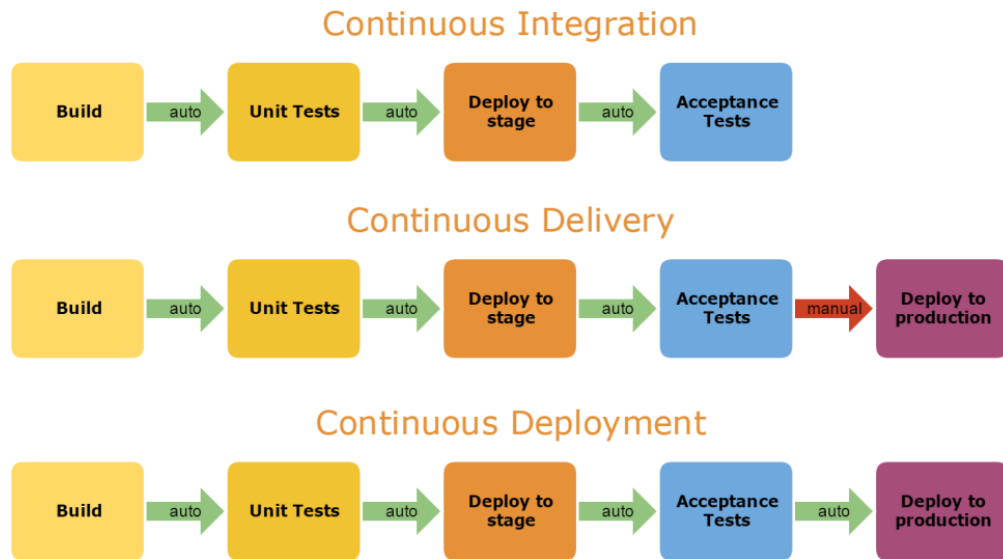 Continuous Integration
Build
auto
Unit Tests
auto
Deploy to
stage
auto
Acceptance
Tests
Continuous Delivery
Build
auto
Unit Tests
auto
Deploy to
stage
auto
Acceptance
Tests
manual
Deploy to
production
Continuous Deployment
Build
auto
Unit Tests
auto
Deploy to
stage
auto
Acceptance
Tests
auto
Deploy to
production